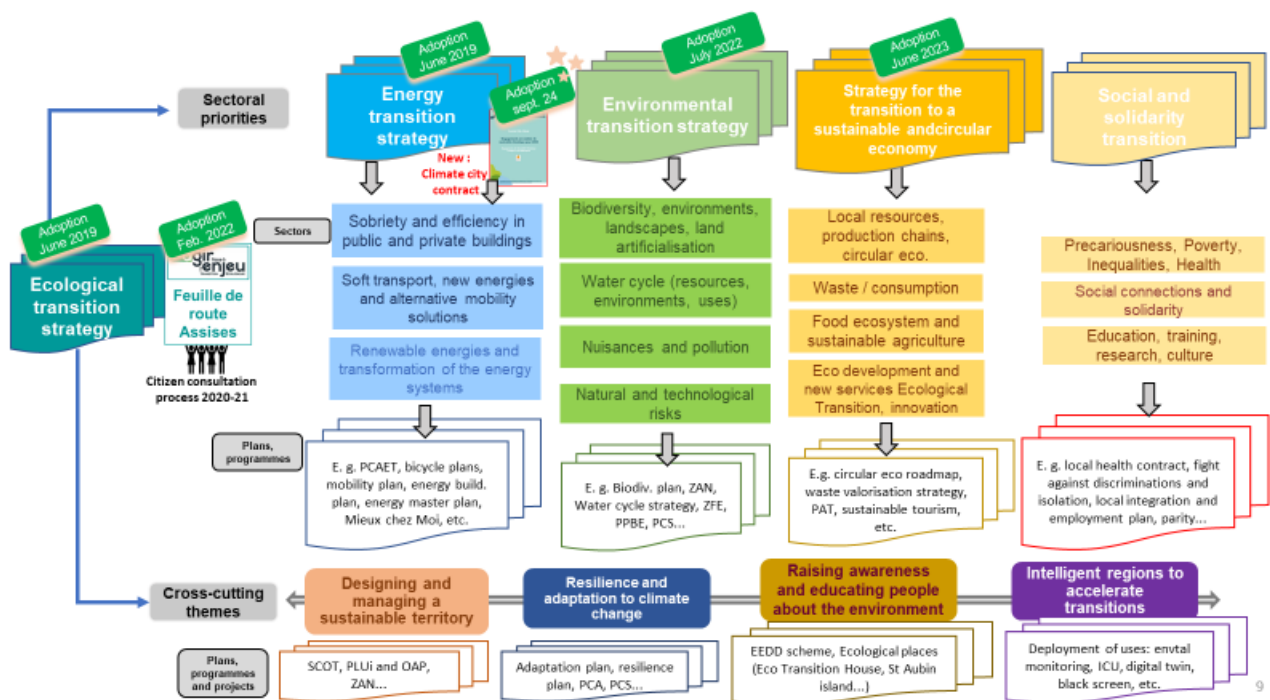 Adoption
June 2019
Adoption
sept. 24
Adoption
July 2022
Adoption
June 2023
Sectoral
priorities
Energy
transition
strategy
New :
Climate city
contract
Environmental
transition strategy
Strategy for the
transition to a
sustainable andcircular
economy
Social and
solidarity
transition
Adoption
June 2019
Ecological
transition
strategy
Adoption
Feb. 2022
enjeu
Feuille de
route
Assises
Citizen consultation
process 2020-21
Sectors
Sobriety and efficiency in
public and private buildings
Soft transport, new energies
and alternative mobility
solutions
Renewable energies and
transformation of the energy
systems
Biodiversity, environments,
landscapes, land
artificialisation
Water cycle (resources,
environments, uses)
Nuisances and pollution
Natural and technological
risks
Local resources,
production chains,
circular eco.
Waste / consumption
Food ecosystem and
sustainable agriculture
Eco development and
new services Ecological
Transition, innovation
Precariousness, Poverty,
Inequalities, Health
Social connections and
solidarity
Education, training,
research, culture
Plans,
programmes
E. g. PCAET, bicycle plans,
mobility plan, energy build.
plan, energy master plan,
Mieux chez Moi, etc.
E. g. Biodiv. plan, ZAN,
Water cycle strategy, ZFE,
PPBE, PCS...
E.g. circular eco roadmap,
waste valorisation strategy,
PAT, sustainable tourism,
etc.
E. g. local health contract, fight
against discriminations and
isolation, local integration and
employment plan, parity...
Cross-cutting
themes
Designing and
managing a
sustainable territory
Resilience and
adaptation to climate
change
Raising awareness
and educating people
about the environment
Intelligent regions to
accelerate
transitions
Plans,
programmes
and projects
SCOT, PLUi and OAP,
ZAN...
Adaptation plan, resilience
plan, PCA, PCS...
EEDD scheme, Ecological places
(Eco Transition House, St Aubin
island...)
Deployment of uses: envtal
monitoring, ICU, digital twin,
black screen, etc.
9